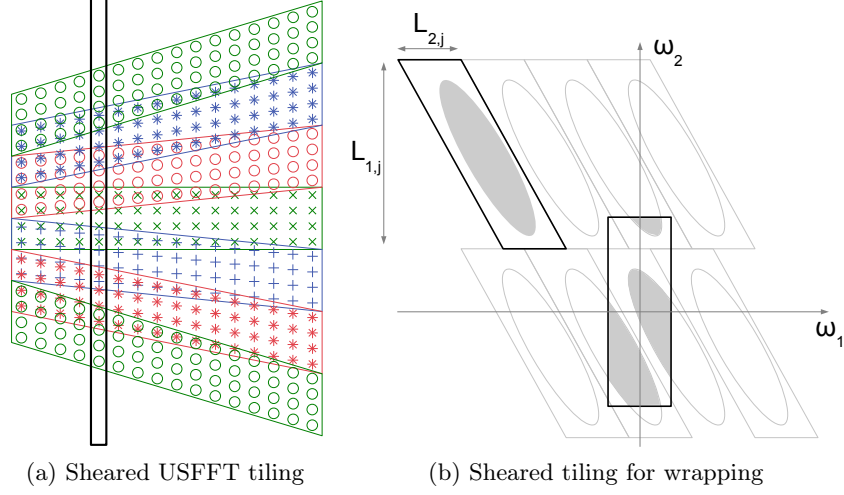 L2,j
ω2
L1,j
ω1
(a) Sheared USFFT tiling
(b) Sheared tiling for wrapping